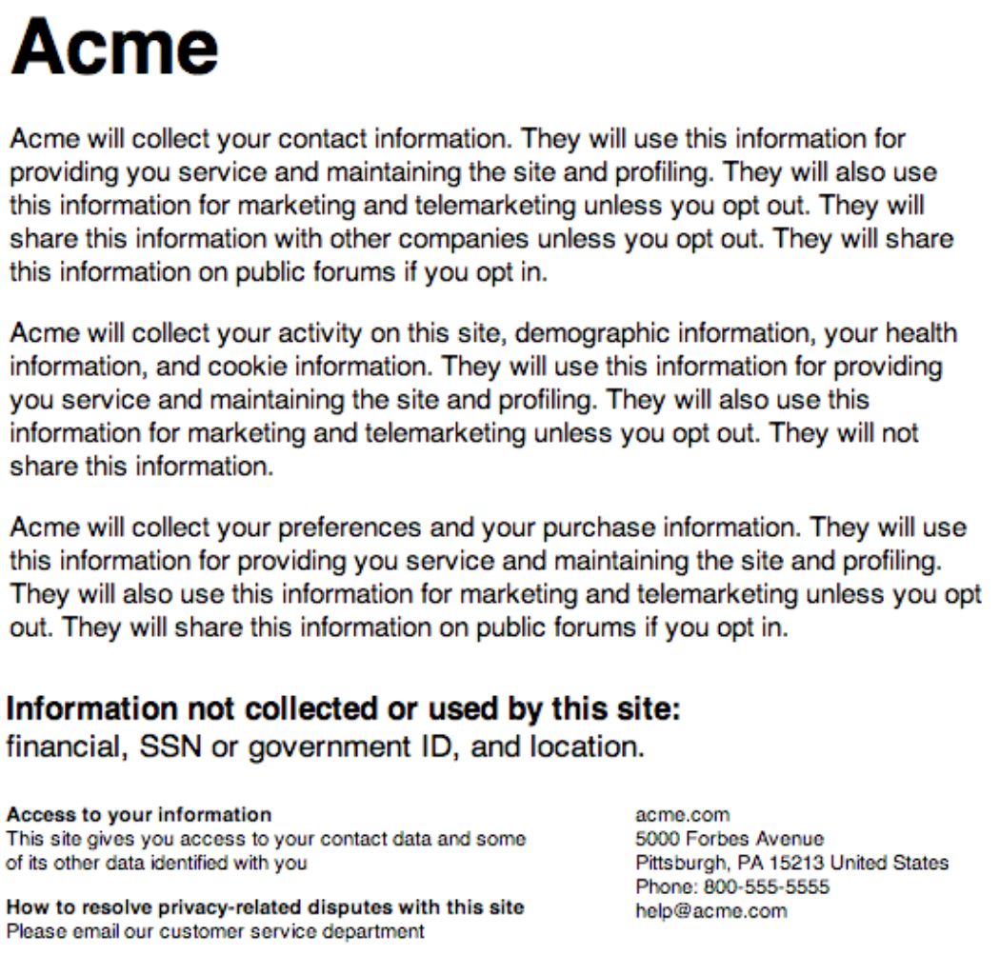 Acme
Acme will collect your contact information. They will use this information for
providing you service and maintaining the site and profiling. They will also use
this information for marketing and telemarketing unless you opt out. They will
share this information with other companies unless you opt out. They will share
this information on public forums if you opt in.
Acme will collect your activity on this site, demographic information, your health
information, and cookie information. They will use this information for providing
you service and maintaining the site and profiling. They will also use this
information for marketing and telemarketing unless you opt out. They will not
share this information.
Acme will collect your preferences and your purchase information. They will use
this information for providing you service and maintaining the site and profiling.
They will also use this information for marketing and telemarketing unless you opt
out. They will share this information on public forums if you opt in.
Information not collected or used by this site:
financial, SSN or government ID, and location.
Access to your information
This site gives you access to your contact data and some
of its other data identified with you
How to resolve privacy-related disputes with this site
Please email our customer service department
acme.com
5000 Forbes Avenue
Pittsburgh, PA 15213 United States
Phone: 800-555-5555
help@acme.com